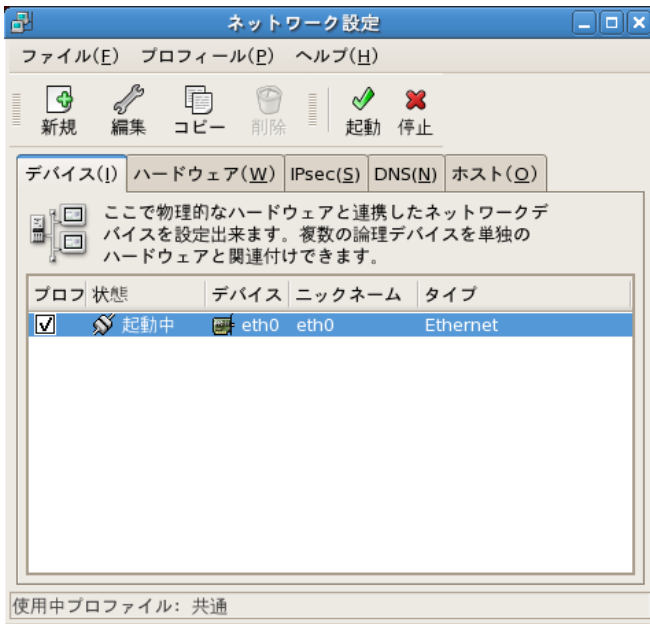 ネットワーク設定
ファイル(F) プロフィール(P) ヘルプ(H)
新規 編集 コピー 削除 起動 停止
デバイス(I) ハードウェア(W) IPsec(S) DNS(N) ホスト(O)
ここで物理的なハードウェアと連携したネットワークデ
バイスを設定出来ます。複数の論理デバイスを単独の
ハードウェアと関連付けできます。
プロフ 状態 デバイス ニックネーム タイプ
起動中 eth0 eth0 Ethernet
使用中プロファイル: 共通